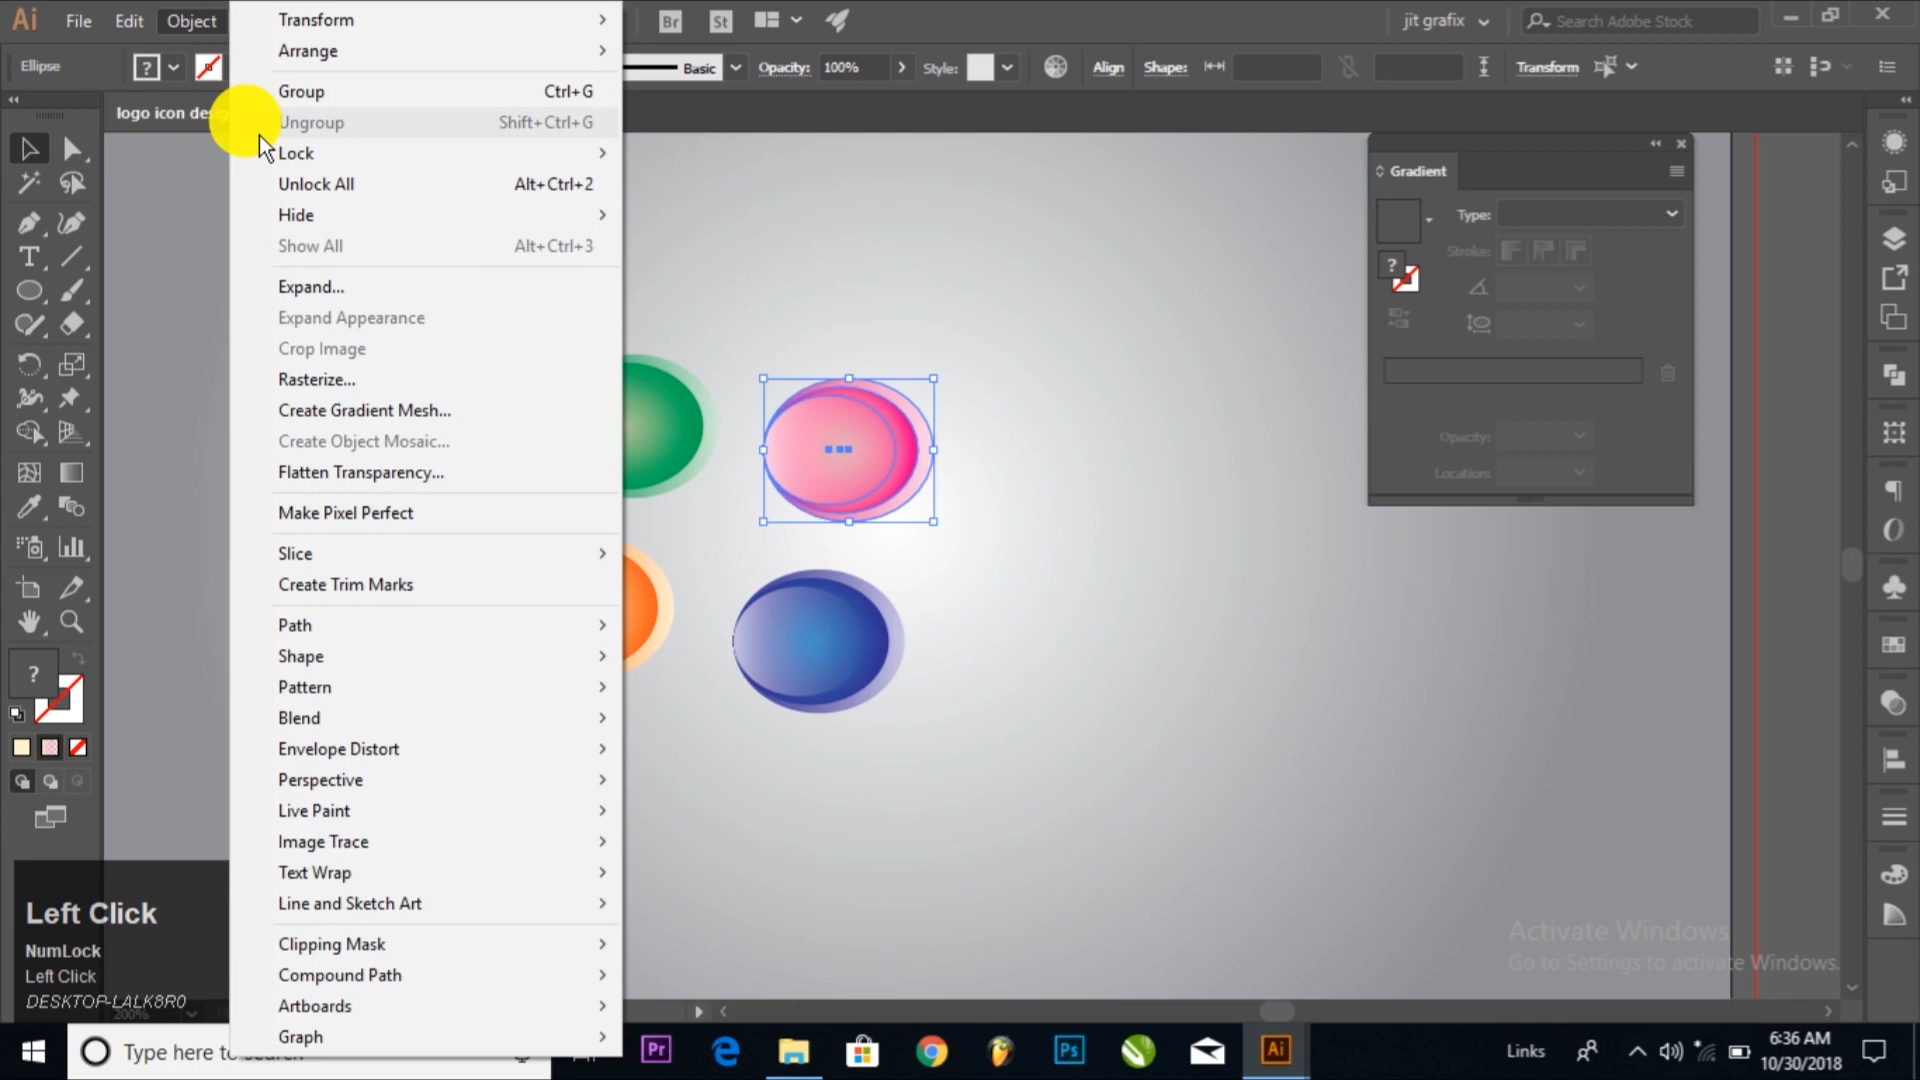 Ai File Edit Object Br St jit grafix Search Adobe Stock
Ellipse ? Basic Opacity: 100% Style: Align Shape: Transform
logo icon des
Transform
Arrange
Group Ctrl+G
Ungroup Shift+Ctrl+G
Lock
Unlock All Alt+Ctrl+2
Hide
Show All Alt+Ctrl+3
Expand...
Expand Appearance
Crop Image
Rasterize...
Create Gradient Mesh...
Create Object Mosaic...
Flatten Transparency...
Make Pixel Perfect
Slice
Create Trim Marks
Path
Shape
Pattern
Blend
Envelope Distort
Perspective
Live Paint
Image Trace
Text Wrap
Line and Sketch Art
Clipping Mask
Compound Path
Artboards
Graph
Gradient
Type:
Stroke:
?
Opacity:
Location:
?
Left Click
NumLock
Left Click
DESKTOP-LALK8R0
200%
Activate Windows
Go to Settings to activate Windows.
Type here to search
Pr Ps Ai
Links
6:36 AM
10/30/2018